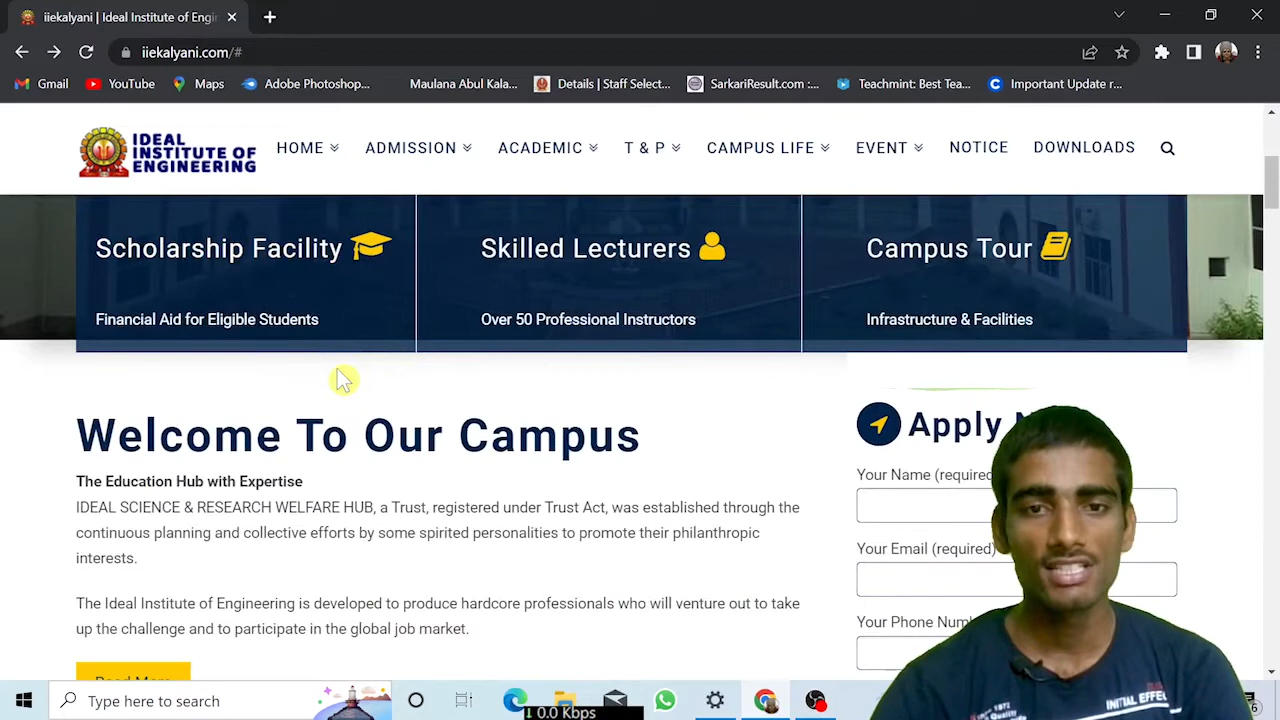 iiekalyani | Ideal Institute of Engin
iiekalyani.com/#
Gmail
YouTube
Maps
Adobe Photoshop...
Maulana Abul Kala...
Details | Staff Select...
SarkariResult.com :...
Teachmint: Best Tea...
Important Update r...
IDEAL
INSTITUTE OF
ENGINEERING
HOME
ADMISSION
ACADEMIC
T & P
CAMPUS LIFE
EVENT
NOTICE
DOWNLOADS
Scholarship Facility
Financial Aid for Eligible Students
Skilled Lecturers
Over 50 Professional Instructors
Campus Tour
Infrastructure & Facilities
Welcome To Our Campus
The Education Hub with Expertise
IDEAL SCIENCE & RESEARCH WELFARE HUB, a Trust, registered under Trust Act, was established through the
continuous planning and collective efforts by some spirited personalities to promote their philanthropic
interests.
The Ideal Institute of Engineering is developed to produce hardcore professionals who will venture out to take
up the challenge and to participate in the global job market.
Read More
Apply
Your Name (required)
Your Email (required)
Your Phone Num
Type here to search
0.0 Kbps
INITIAL EFFE